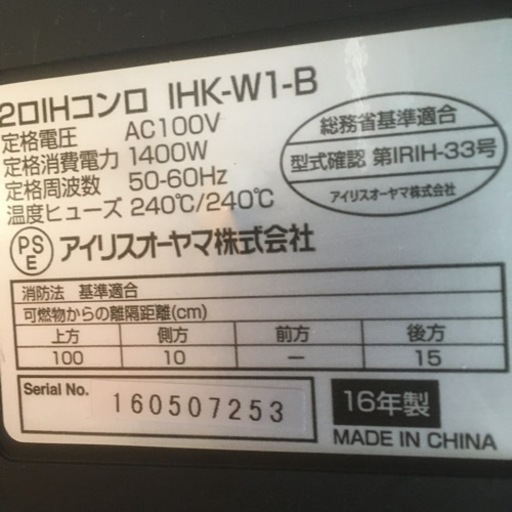 2口IHコンロ IHK-W1-B
定格電圧 AC100V
定格消費電力 1400W
定格周波数 50-60Hz
温度ヒューズ 240℃/240℃
総務省基準適合
型式確認 第IRIH-33号
アイリスオーヤマ株式会社
PSE アイリスオーヤマ株式会社
消防法 基準適合
可燃物からの離隔距離(cm)
上方 側方 前方 後方
100 10 － 15
Serial No. 160507253
16年製
MADE IN CHINA